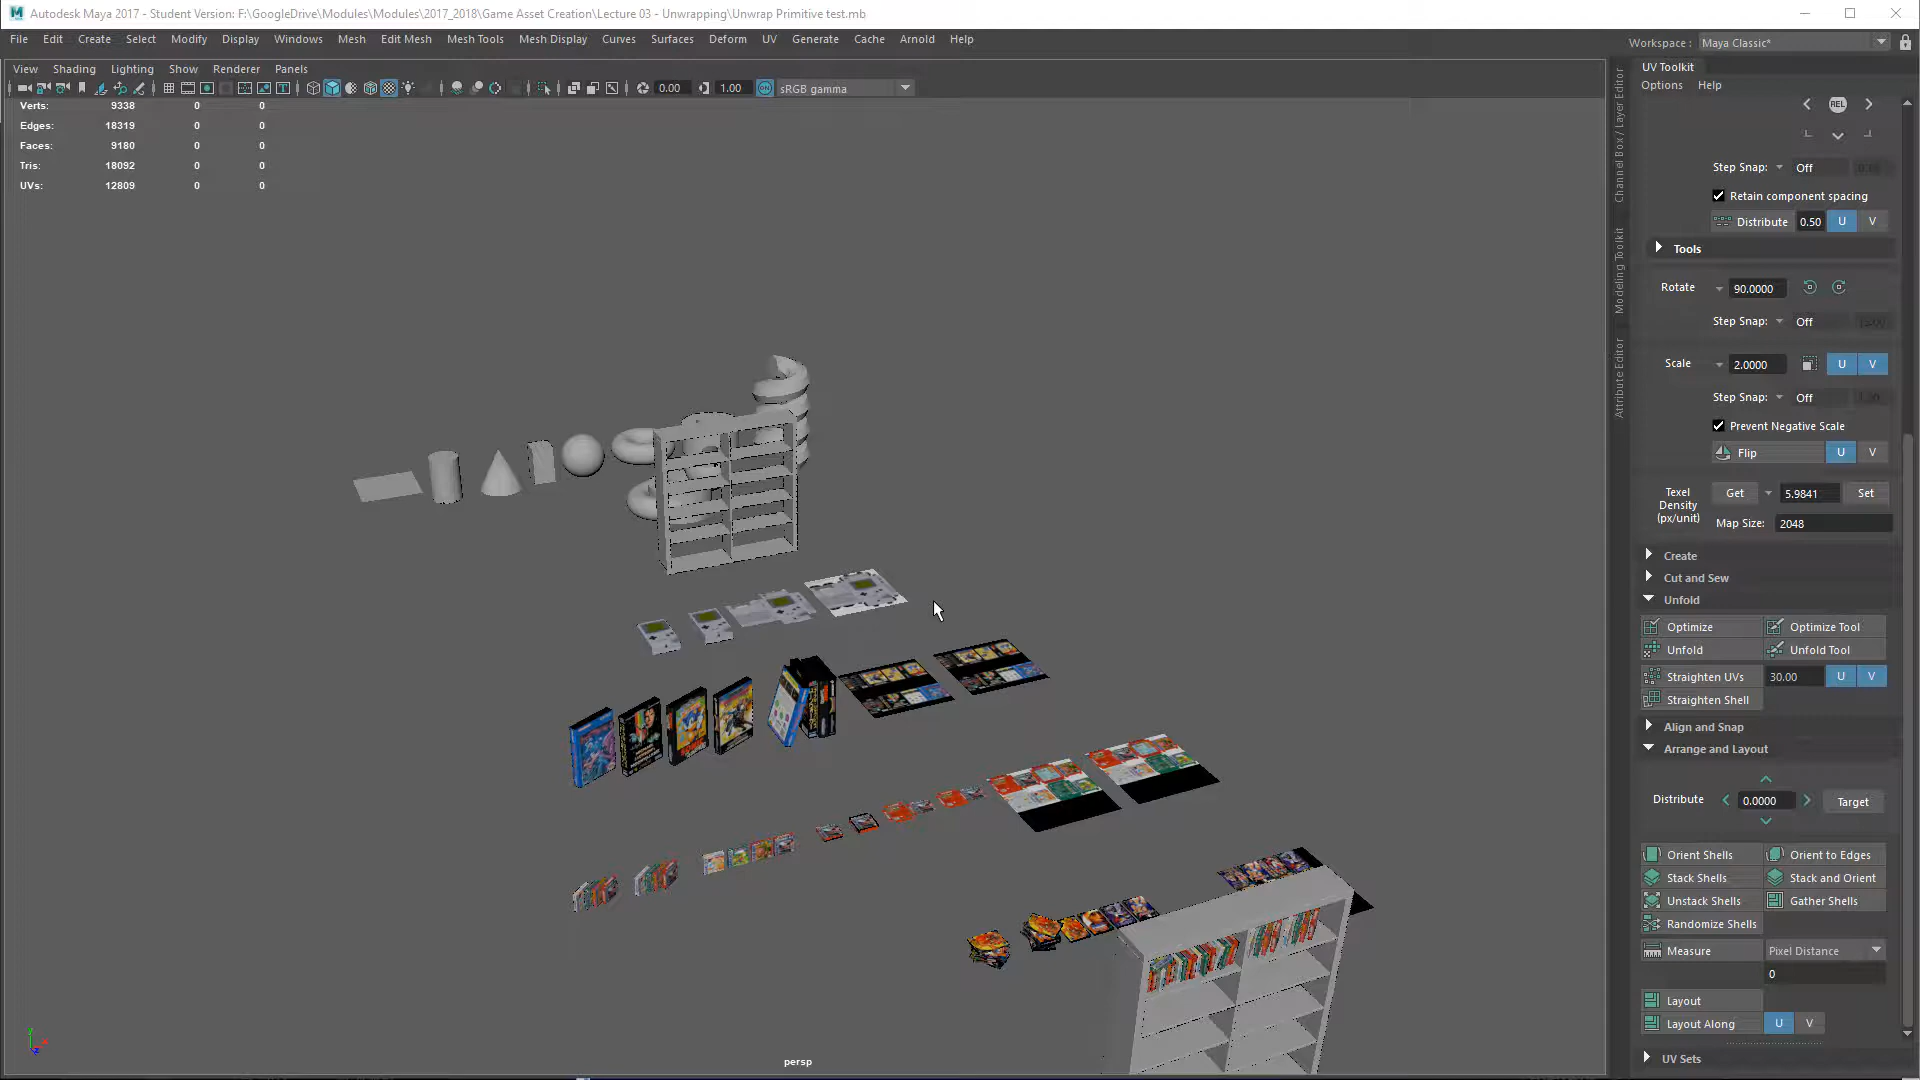 Autodesk Maya 2017 - Student Version: F:\GoogleDrive\Modules\Modules\2017_2018\Game Asset Creation\Lecture 03 - Unwrapping\Unwrap Primitive test.mb
File Edit Create Select Modify Display Windows Mesh Edit Mesh Mesh Tools Mesh Display Curves Surfaces Deform UV Generate Cache Arnold Help
Workspace : Maya Classic*
View Shading Lighting Show Renderer Panels
0.00 1.00 ON sRGB gamma
Verts: 9338 0 0
Edges: 18319 0 0
Faces: 9180 0 0
Tris: 18092 0 0
UVs: 12809 0 0
persp
Channel Box / Layer Editor
Modeling Toolkit
Attribute Editor
UV Toolkit
Options Help
REL
Step Snap: Off
Retain component spacing
Distribute 0.50 U V
Tools
Rotate 90.0000
Step Snap: Off
Scale 2.0000 U V
Step Snap: Off
Prevent Negative Scale
Flip U V
Texel Density (px/unit) Get 5.9841 Set
Map Size: 2048
Create
Cut and Sew
Unfold
Optimize Optimize Tool
Unfold Unfold Tool
Straighten UVs 30.00 U V
Straighten Shell
Align and Snap
Arrange and Layout
Distribute 0.0000 Target
Orient Shells Orient to Edges
Stack Shells Stack and Orient
Unstack Shells Gather Shells
Randomize Shells
Measure Pixel Distance
0
Layout
Layout Along U V
UV Sets